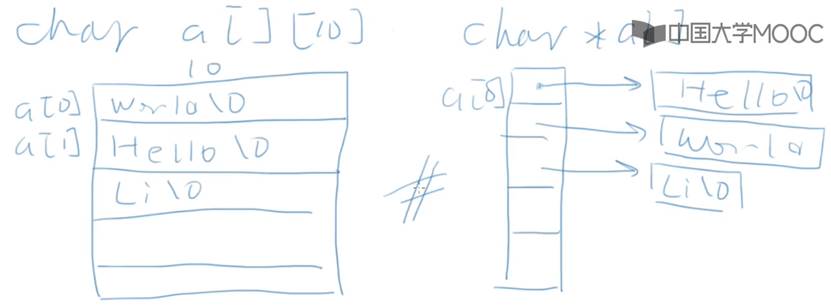 char a[][10]
10
a[0] World\0
a[1] Hello\0
Li\0
char *a[]
中国大学MOOC
a[0]
Hello\0
World
Li\0